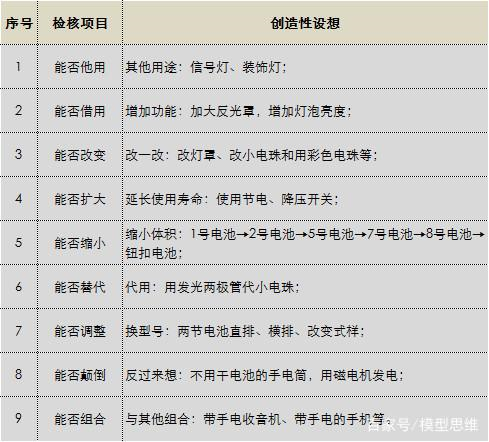 序号 检核项目 创造性设想
1 能否他用 其他用途：信号灯、装饰灯；
2 能否借用 增加功能：加大反光罩，增加灯泡亮度；
3 能否改变 改一改：改灯罩、改小电珠和用彩色电珠等；
4 能否扩大 延长使用寿命：使用节电、降压开关；
5 能否缩小 缩小体积：1号电池→2号电池→5号电池→7号电池→8号电池→
钮扣电池；
6 能否替代 代用：用发光两极管代小电珠；
7 能否调整 换型号：两节电池直排、横排、改变式样；
8 能否颠倒 反过来想：不用干电池的手电筒，用磁电机发电；
9 能否组合 与其他组合：带手电收音机、带手电的手机等。
百家号/模型思维